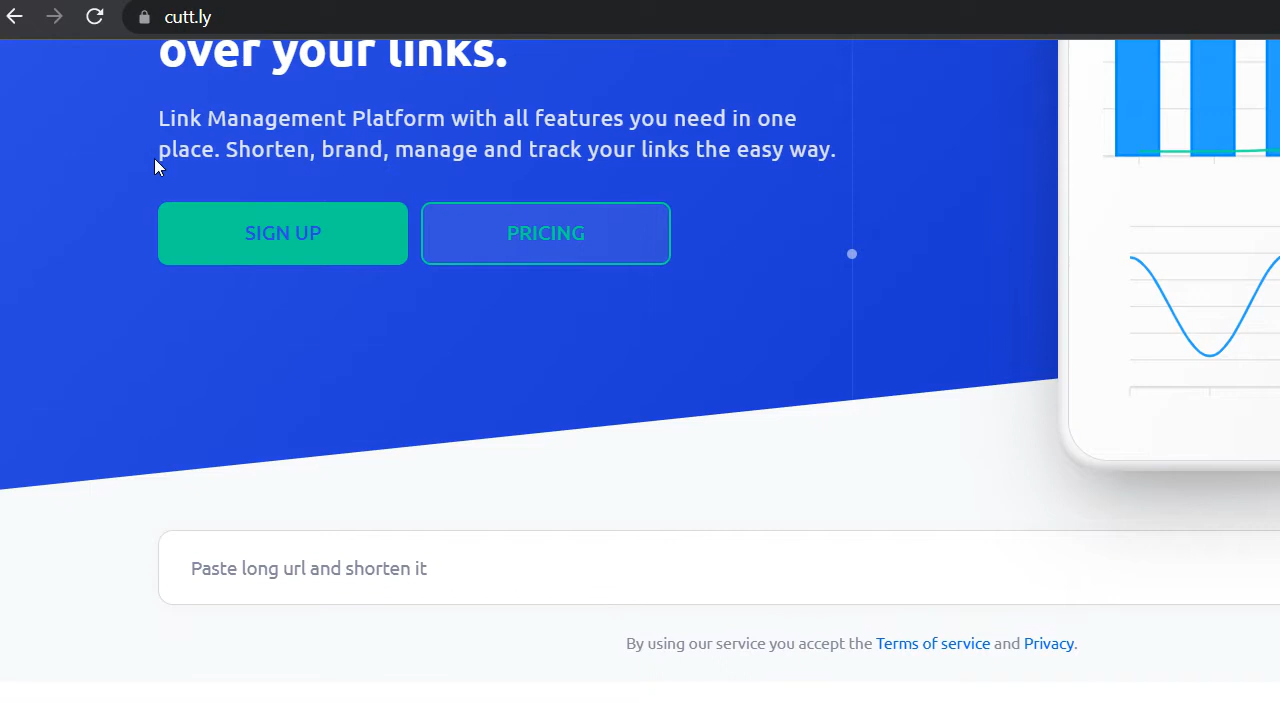 cutt.ly
over your links.
Link Management Platform with all features you need in one
place. Shorten, brand, manage and track your links the easy way.
SIGN UP
PRICING
Paste long url and shorten it
By using our service you accept the Terms of service and Privacy.